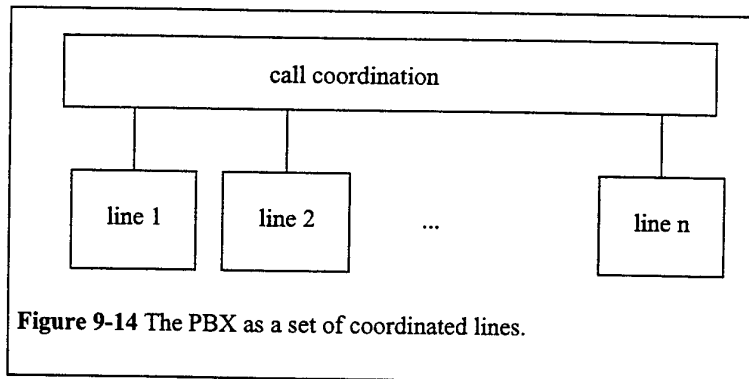 call coordination
line 1
line 2
...
line n
Figure 9-14 The PBX as a set of coordinated lines.